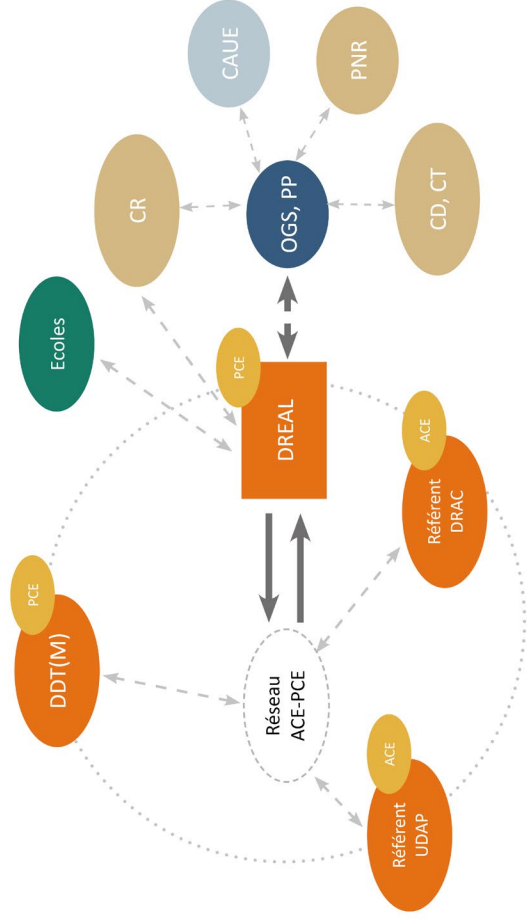 PCE
DDT(M)
Ecoles
CR
CAUE
PNR
Réseau
ACE-PCE
PCE
DREAL
OGS, PP
ACE
Référent
UDAP
ACE
Référent
DRAC
CD, CT